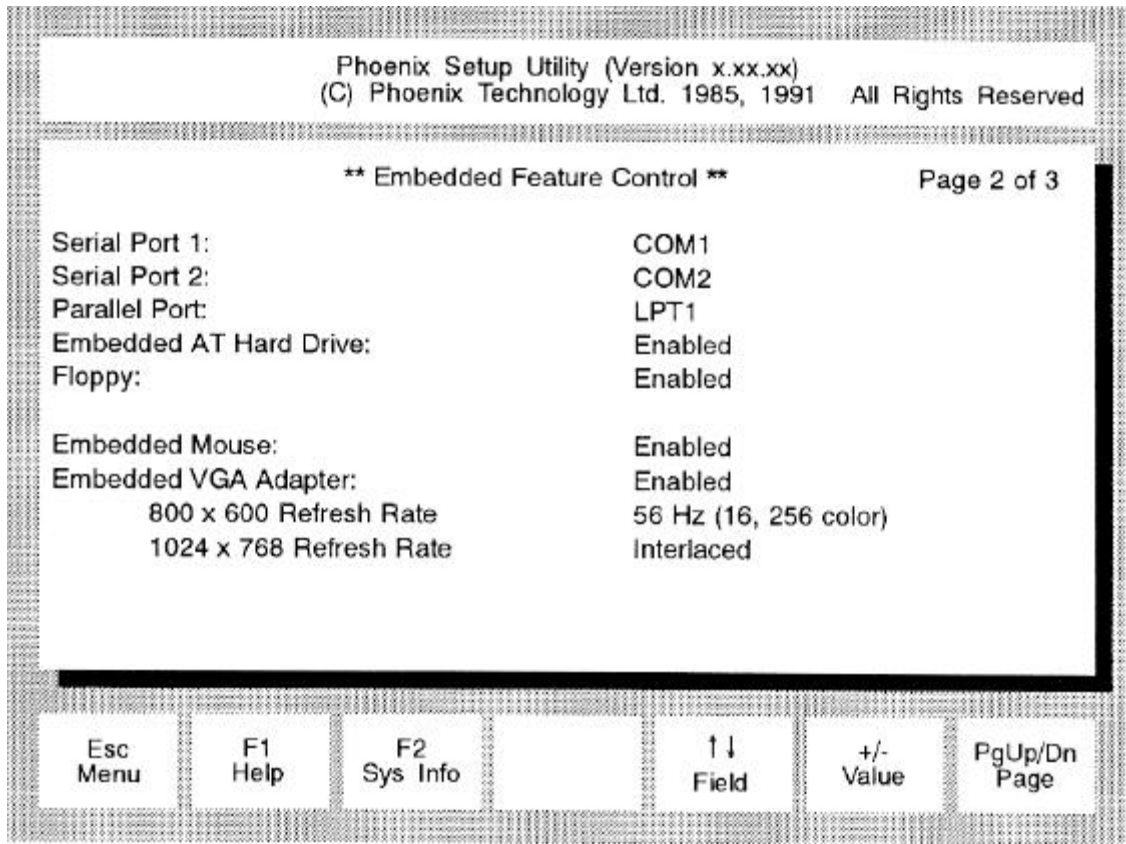 Phoenix Setup Utility (Version x.xx.xx)
(C) Phoenix Technology Ltd. 1985, 1991 All Rights Reserved
** Embedded Feature Control ** Page 2 of 3
Serial Port 1: COM1
Serial Port 2: COM2
Parallel Port: LPT1
Embedded AT Hard Drive: Enabled
Floppy: Enabled
Embedded Mouse: Enabled
Embedded VGA Adapter: Enabled
800 x 600 Refresh Rate 56 Hz (16, 256 color)
1024 x 768 Refresh Rate Interlaced
Esc F1 F2 ↑↓ +/- PgUp/Dn
Menu Help Sys Info Field Value Page